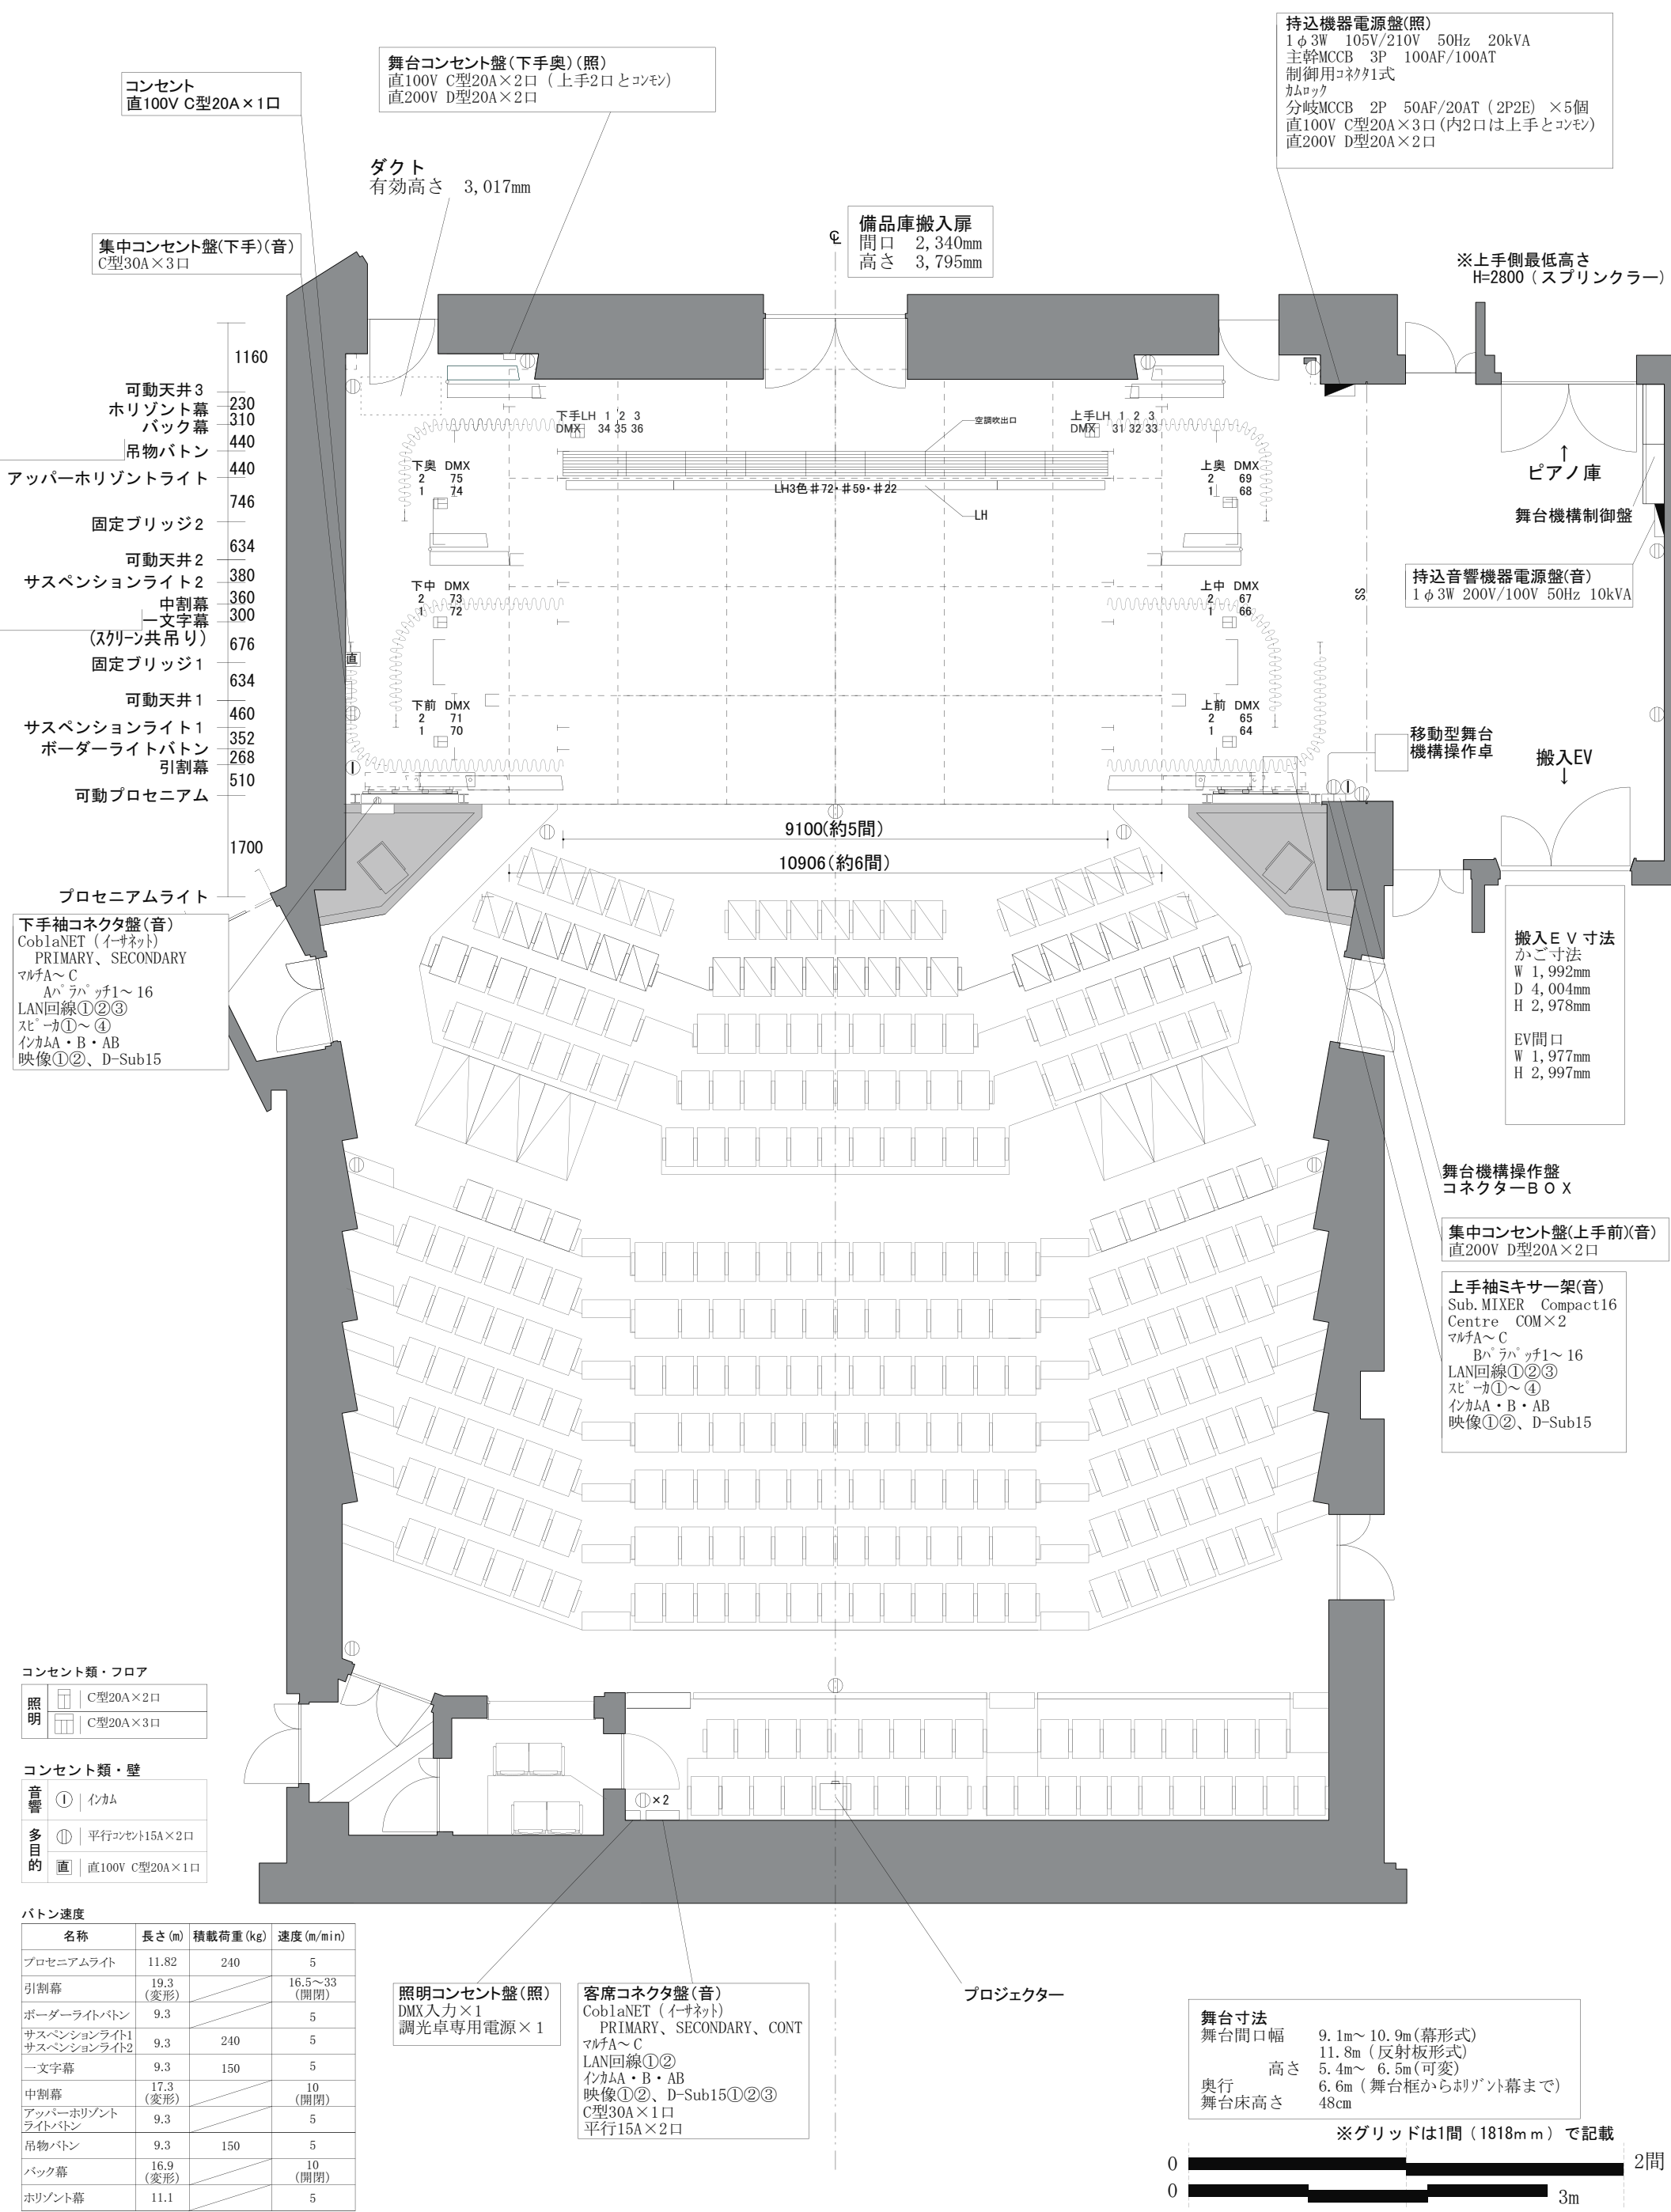 持込機器電源盤(照)
1φ3W 105V/210V 50Hz 20kVA
主幹MCCB 3P 100AF/100AT
制御用ｺﾈｸﾀ1式
ｶﾑﾛｯｸ
分岐MCCB 2P 50AF/20AT（2P2E）×5個
直100V C型20A×3口(内2口は上手とｺﾝﾓﾝ)
直200V D型20A×2口
舞台コンセント盤(下手奥)(照)
直100V C型20A×2口（上手2口とｺﾝﾓﾝ）
直200V D型20A×2口
コンセント
直100V C型20A×1口
ダクト
有効高さ 3,017mm
備品庫搬入扉
間口 2,340mm
高さ 3,795mm
℄
集中コンセント盤(下手)(音)
C型30A×3口
※上手側最低高さ
H=2800（スプリンクラー）
1160
可動天井3
230
ホリゾント幕
310
バック幕
440
吊物バトン
440
アッパーホリゾントライト
746
固定ブリッジ2
634
可動天井2
380
サスペンションライト2
360
中割幕
300
一文字幕
(ｽｸﾘｰﾝ共吊り)
676
固定ブリッジ1
634
可動天井1
460
サスペンションライト1
352
ボーダーライトバトン
268
引割幕
510
可動プロセニアム
1700
プロセニアムライト
下手LH 1 2 3
DMX 34 35 36
上手LH 1 2 3
DMX 31 32 33
空調吹出口
下奥 DMX
2 75
1 74
上奥 DMX
2 69
1 68
LH3色＃72・＃59・＃22
LH
↑
ピアノ庫
舞台機構制御盤
持込音響機器電源盤(音)
1φ3W 200V/100V 50Hz 10kVA
下中 DMX
2 73
1 72
上中 DMX
2 67
1 66
SS
直
下前 DMX
2 71
1 70
上前 DMX
2 65
1 64
移動型舞台
機構操作卓
搬入EV
↓
9100(約5間)
10906(約6間)
下手袖コネクタ盤(音)
CoblaNET（ｲｰｻﾈｯﾄ）
PRIMARY、SECONDARY
ﾏﾙﾁA～C
Aﾊﾟﾗﾊﾟｯﾁ1～16
LAN回線①②③
ｽﾋﾟｰｶ①～④
ｲﾝｶﾑA・B・AB
映像①②、D-Sub15
搬入ＥＶ寸法
かご寸法
W 1,992mm
D 4,004mm
H 2,978mm
EV間口
W 1,977mm
H 2,997mm
舞台機構操作盤
コネクターＢＯＸ
集中コンセント盤(上手前)(音)
直200V D型20A×2口
上手袖ミキサー架(音)
Sub.MIXER Compact16
Centre COM×2
ﾏﾙﾁA～C
Bﾊﾟﾗﾊﾟｯﾁ1～16
LAN回線①②③
ｽﾋﾟｰｶ①～④
ｲﾝｶﾑA・B・AB
映像①②、D-Sub15
コンセント類・フロア
照明
C型20A×2口
C型20A×3口
コンセント類・壁
音響
ｲﾝｶﾑ
多目的
平行ｺﾝｾﾝﾄ15A×2口
直 直100V C型20A×1口
×2
バトン速度
名称 長さ(m) 積載荷重(kg) 速度(m/min)
プロセニアムライト 11.82 240 5
引割幕 19.3(変形) 16.5～33(開閉)
ボーダーライトバトン 9.3 5
サスペンションライト1
サスペンションライト2 9.3 240 5
一文字幕 9.3 150 5
中割幕 17.3(変形) 10(開閉)
アッパーホリゾント
ライトバトン 9.3 5
吊物バトン 9.3 150 5
バック幕 16.9(変形) 10(開閉)
ホリゾント幕 11.1 5
照明コンセント盤(照)
DMX入力×1
調光卓専用電源×1
客席コネクタ盤(音)
CoblaNET（ｲｰｻﾈｯﾄ）
PRIMARY、SECONDARY、CONT
ﾏﾙﾁA～C
LAN回線①②
ｲﾝｶﾑA・B・AB
映像①②、D-Sub15①②③
C型30A×1口
平行15A×2口
プロジェクター
舞台寸法
舞台間口幅 9.1m～10.9m(幕形式)
11.8m（反射板形式）
高さ 5.4m～ 6.5m(可変)
奥行 6.6m（舞台框からﾎﾘｿﾞﾝﾄ幕まで）
舞台床高さ 48cm
※グリッドは1間（1818ｍｍ）で記載
0 2間
0 3m